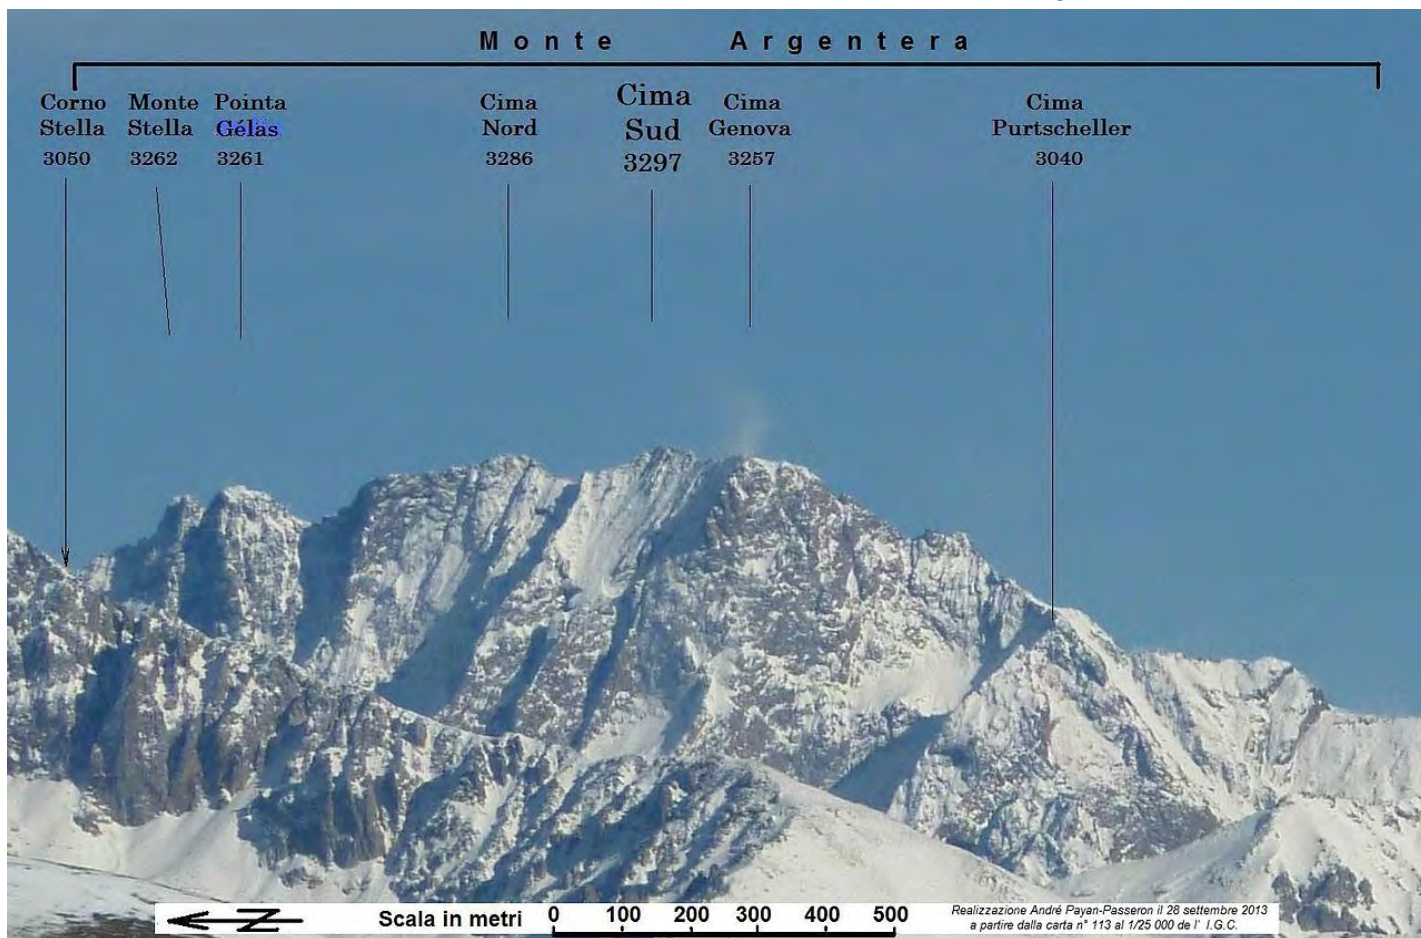 Monte Argentera
Corno
Stella
3050
Monte
Stella
3262
Pointa
Gélas
3261
Cima
Nord
3286
Cima
Sud
3297
Cima
Genova
3257
Cima
Purtscheller
3040
N
Scala in metri 0 100 200 300 400 500
Realizzazione André Payan-Passeron il 28 settembre 2013
a partire dalla carta n° 113 al 1/25 000 de l' I.G.C.